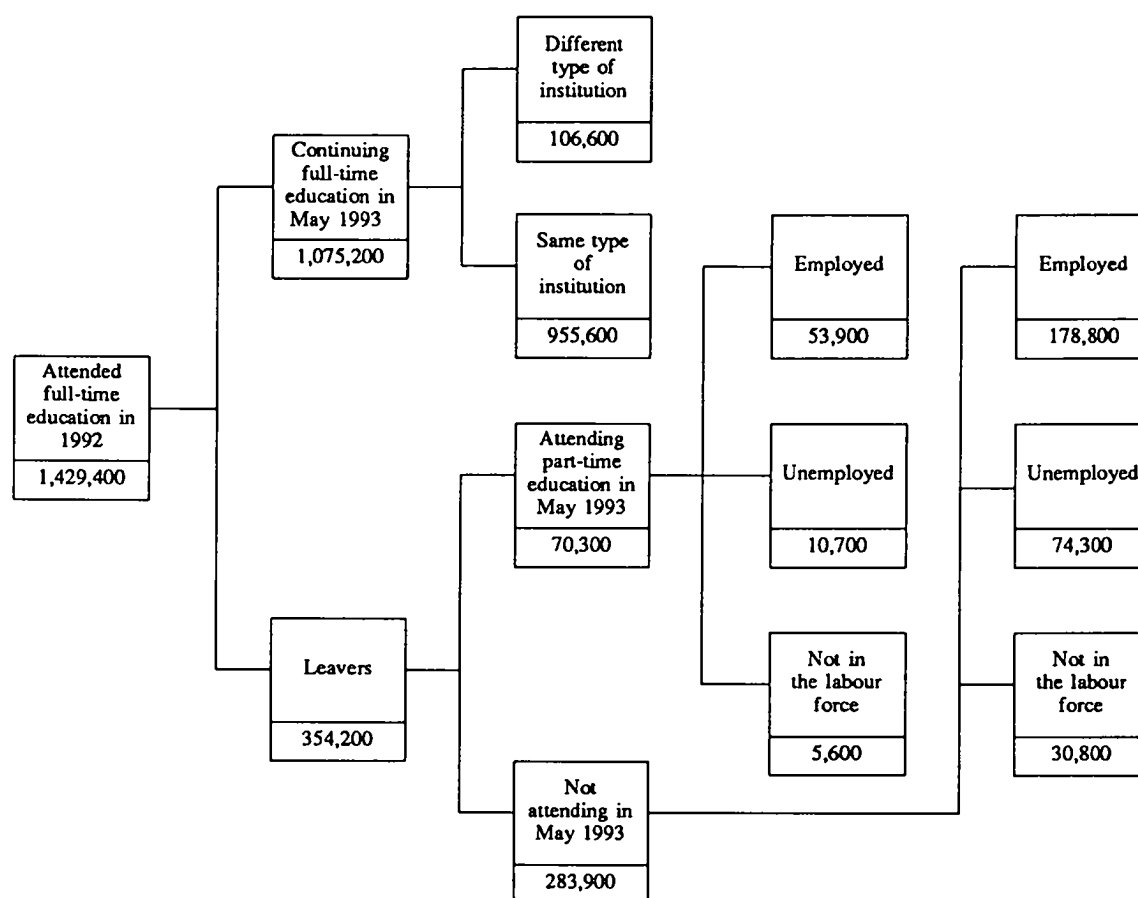 Different
type of
institution
106,600
Continuing
full-time
education in
May 1993
1,075,200
Same type
of
institution
955,600
Employed
53,900
Employed
178,800
Attended
full-time
education in
1992
1,429,400
Attending
part-time
education in
May 1993
70,300
Unemployed
10,700
Unemployed
74,300
Leavers
354,200
Not in
the labour
force
5,600
Not in
the labour
force
30,800
Not
attending in
May 1993
283,900